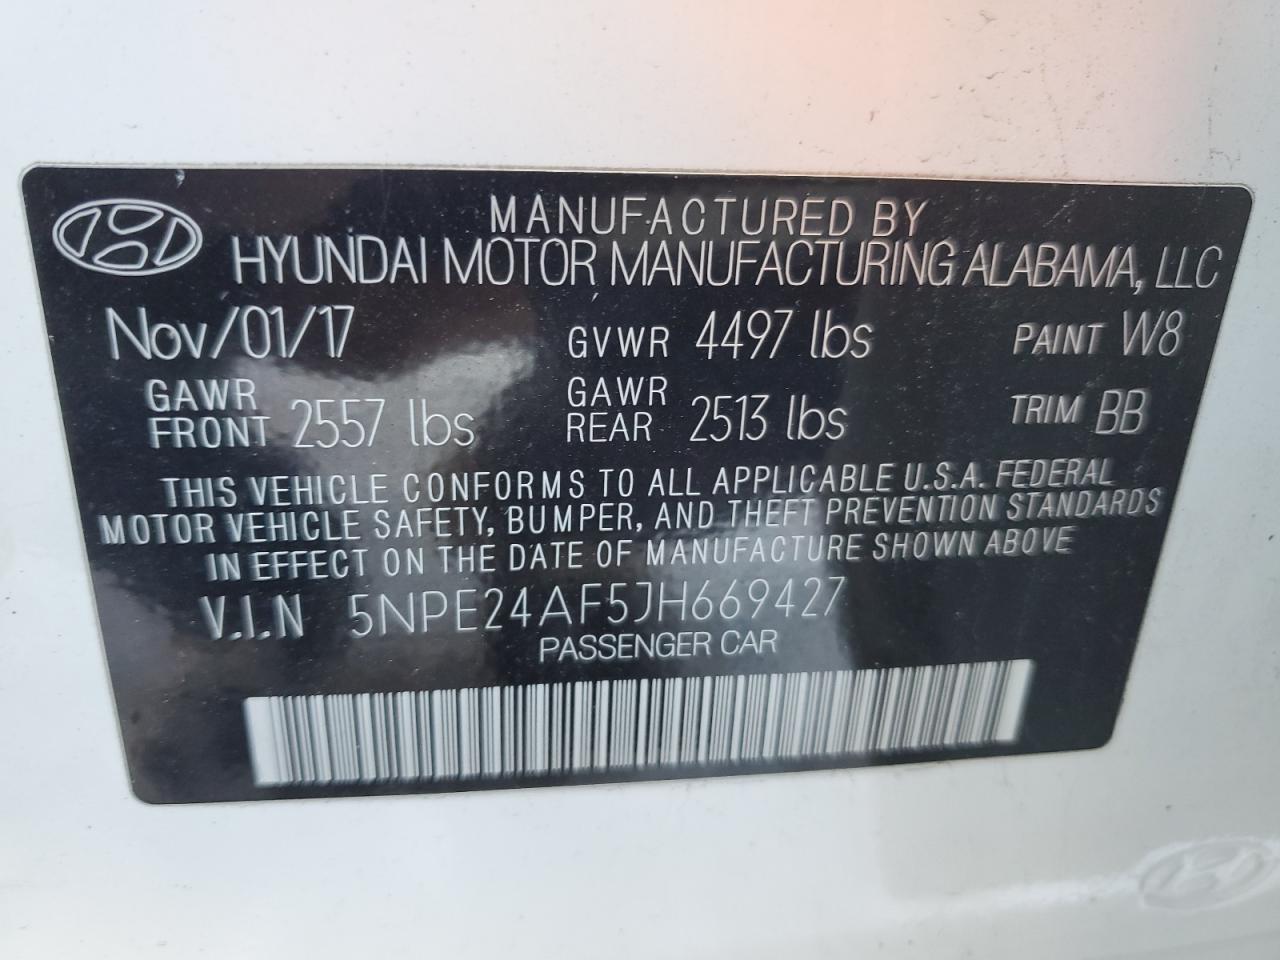 MANUFACTURED BY
HYUNDAI MOTOR MANUFACTURING ALABAMA, LLC
Nov/01/17 GVWR 4497 lbs PAINT W8
GAWR FRONT 2557 lbs GAWR REAR 2513 lbs TRIM BB
THIS VEHICLE CONFORMS TO ALL APPLICABLE U.S.A. FEDERAL
MOTOR VEHICLE SAFETY, BUMPER, AND THEFT PREVENTION STANDARDS
IN EFFECT ON THE DATE OF MANUFACTURE SHOWN ABOVE
V.I.N 5NPE24AF5JH669427
PASSENGER CAR